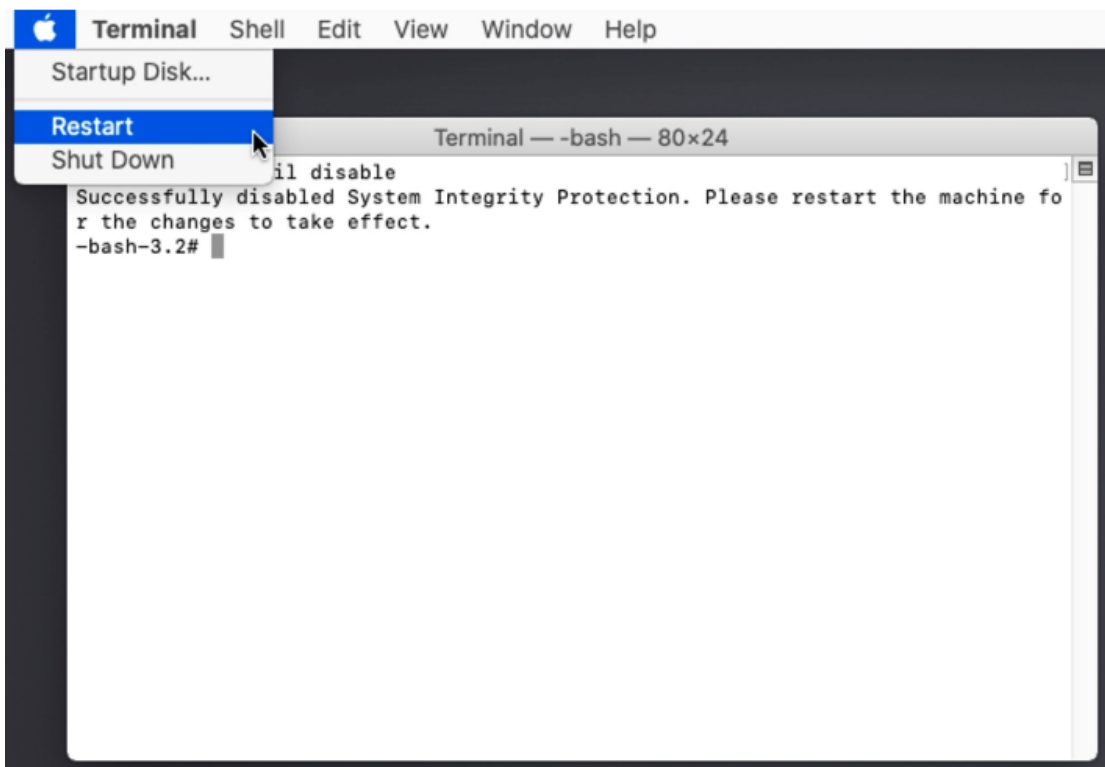 Terminal Shell Edit View Window Help
Startup Disk...
Restart
Shut Down
Terminal — -bash — 80×24
il disable
Successfully disabled System Integrity Protection. Please restart the machine fo
r the changes to take effect.
-bash-3.2#